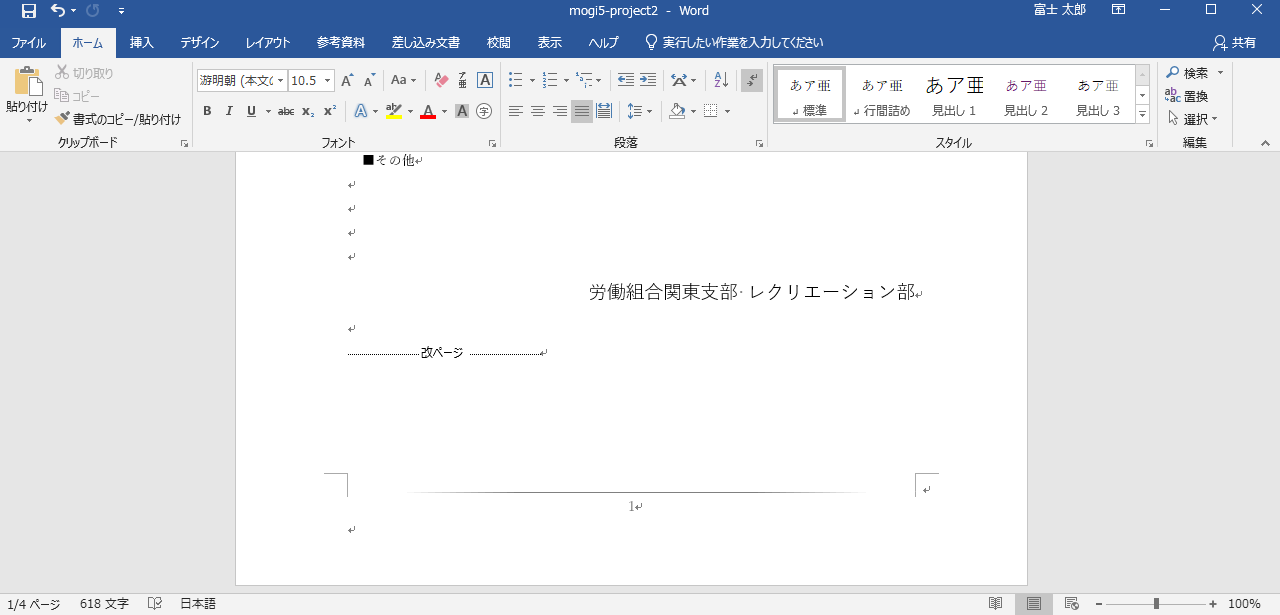 mogi5-project2 - Word
富士 太郎
ファイル ホーム 挿入 デザイン レイアウト 参考資料 差し込み文書 校閲 表示 ヘルプ 実行したい作業を入力してください 共有
貼り付け
切り取り
コピー
書式のコピー/貼り付け
クリップボード
游明朝 (本文の 10.5 A A Aa A
B I U abc x₂ x² A aby A A 字
フォント
段落
あア亜 標準
あア亜 行間詰め
あア亜 見出し 1
あア亜 見出し 2
あア亜 見出し 3
スタイル
検索
置換
選択
編集
■その他
労働組合関東支部 レクリエーション部
改ページ
1
1/4 ページ 618 文字 日本語 100%